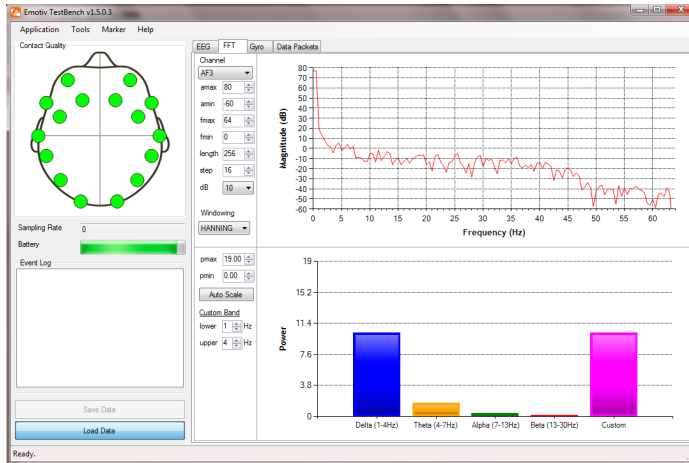 Emotiv TestBench v1.5.0.3
Application Tools Marker Help
Contact Quality
EEG FFT Gyro Data Packets
Channel
AF3
amax 80
amin -60
fmax 64
fmin 0
length 256
step 16
dB 10
Windowing
HANNING
pmax 19.00
pmin 0.00
Auto Scale
Custom Band
lower 1 Hz
upper 4 Hz
Sampling Rate 0
Battery
Event Log
Save Data
Load Data
Ready.
Magnitude (dB)
80
70
60
50
40
30
20
10
0
-10
-20
-30
-40
-50
-60
0 5 10 15 20 25 30 35 40 45 50 55 60
Frequency (Hz)
Power
19
15.2
11.4
7.6
3.8
0
Delta (1-4Hz) Theta (4-7Hz) Alpha (7-13Hz) Beta (13-30Hz) Custom